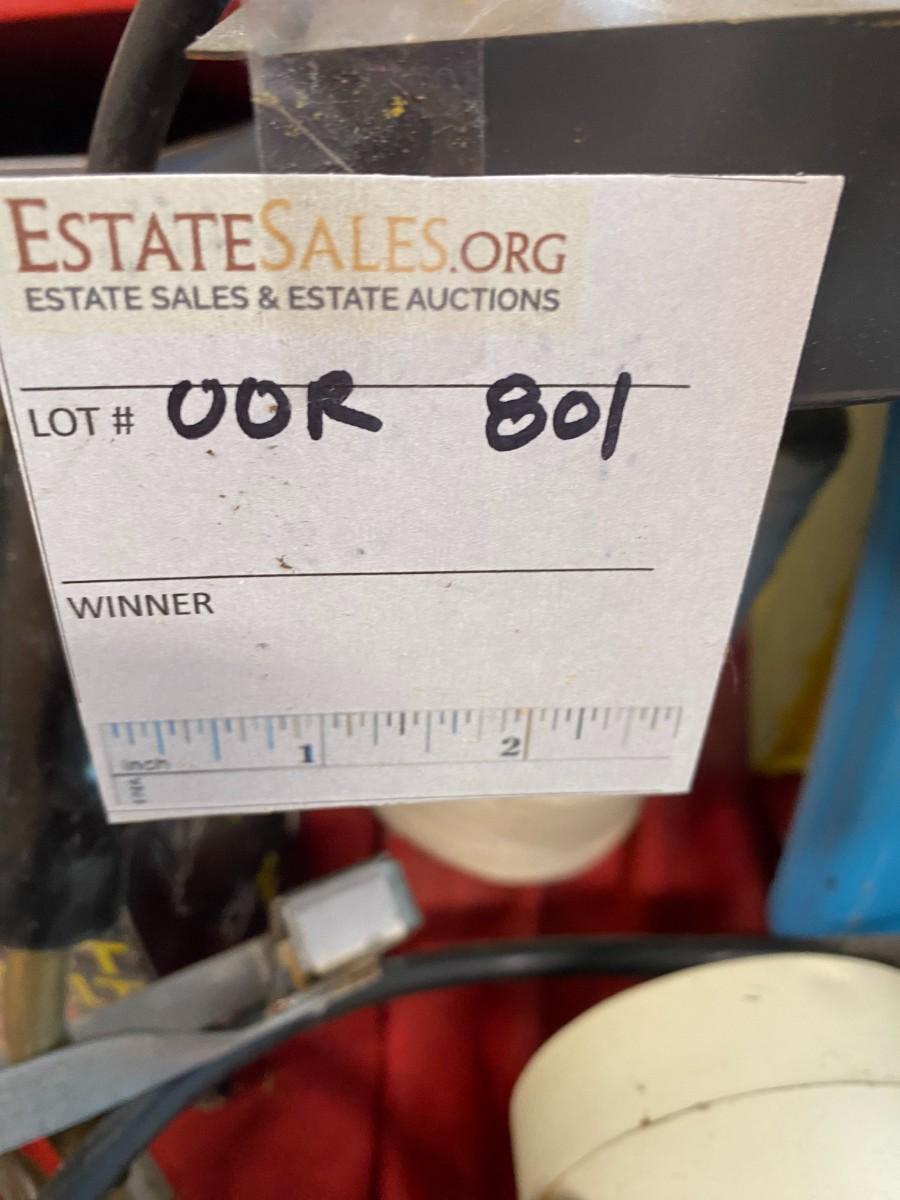 ESTATESALES.ORG
ESTATE SALES & ESTATE AUCTIONS
LOT # OOR 801
WINNER
1 2
inch